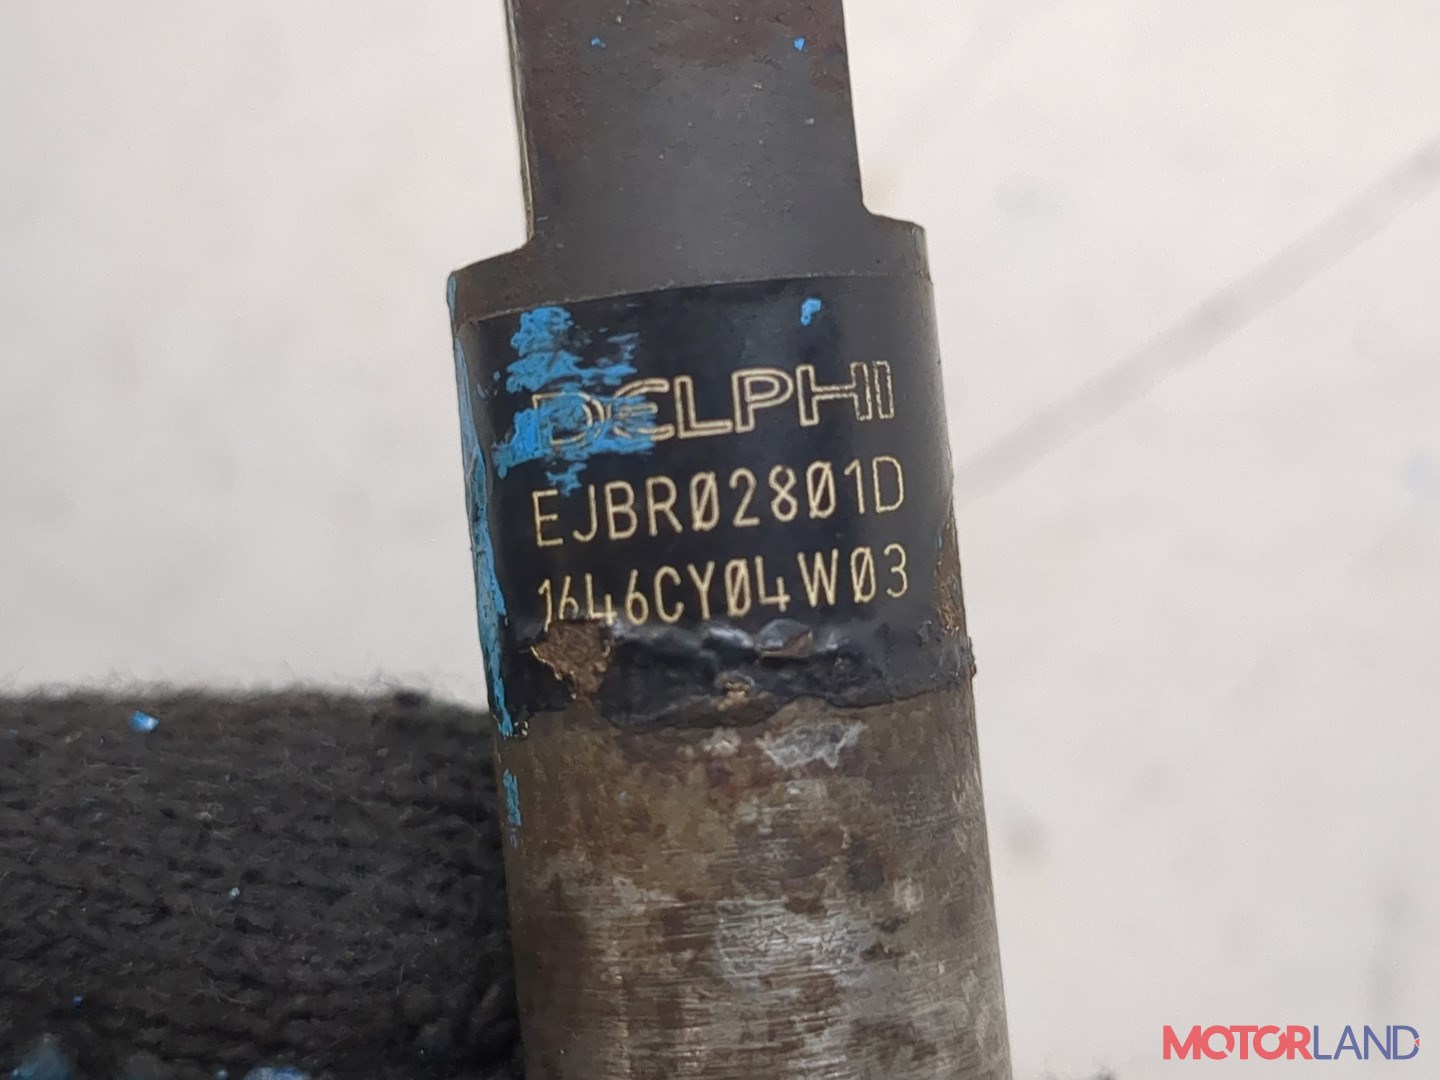 DELPHI
EJBR02801D
1646CY04W03
MOTORLAND